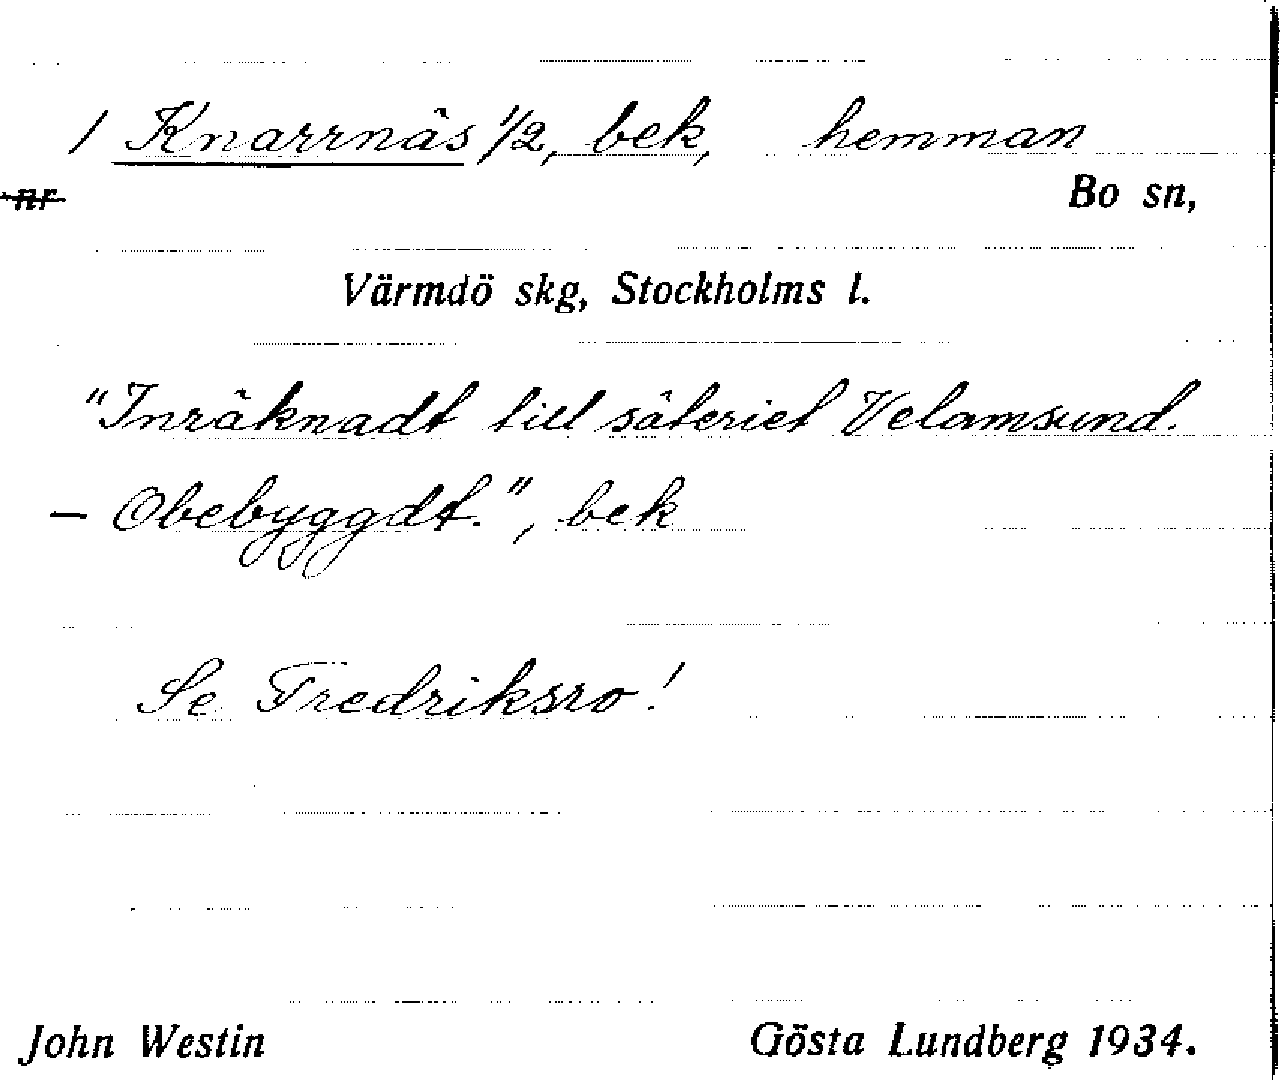 1 Knarrnäs 1/2, bek, hemman
nr
Bo sn,
Värmdö skg, Stockholms l.
"Inräknadt till säteriet Velamsund.
– Obebyggdt.", bek
Se Fredriksro!
John Westin Gösta Lundberg 1934.